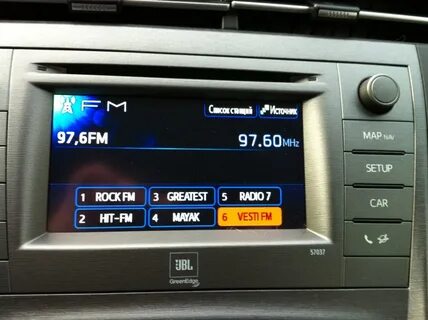 FM
Список станций
Источник
97,6FM
97.60MHz
1 ROCK FM
3 GREATEST
5 RADIO 7
2 HIT-FM
4 MAYAK
6 VESTI FM
MAP NAV
SETUP
CAR
JBL
GreenEdge
57037